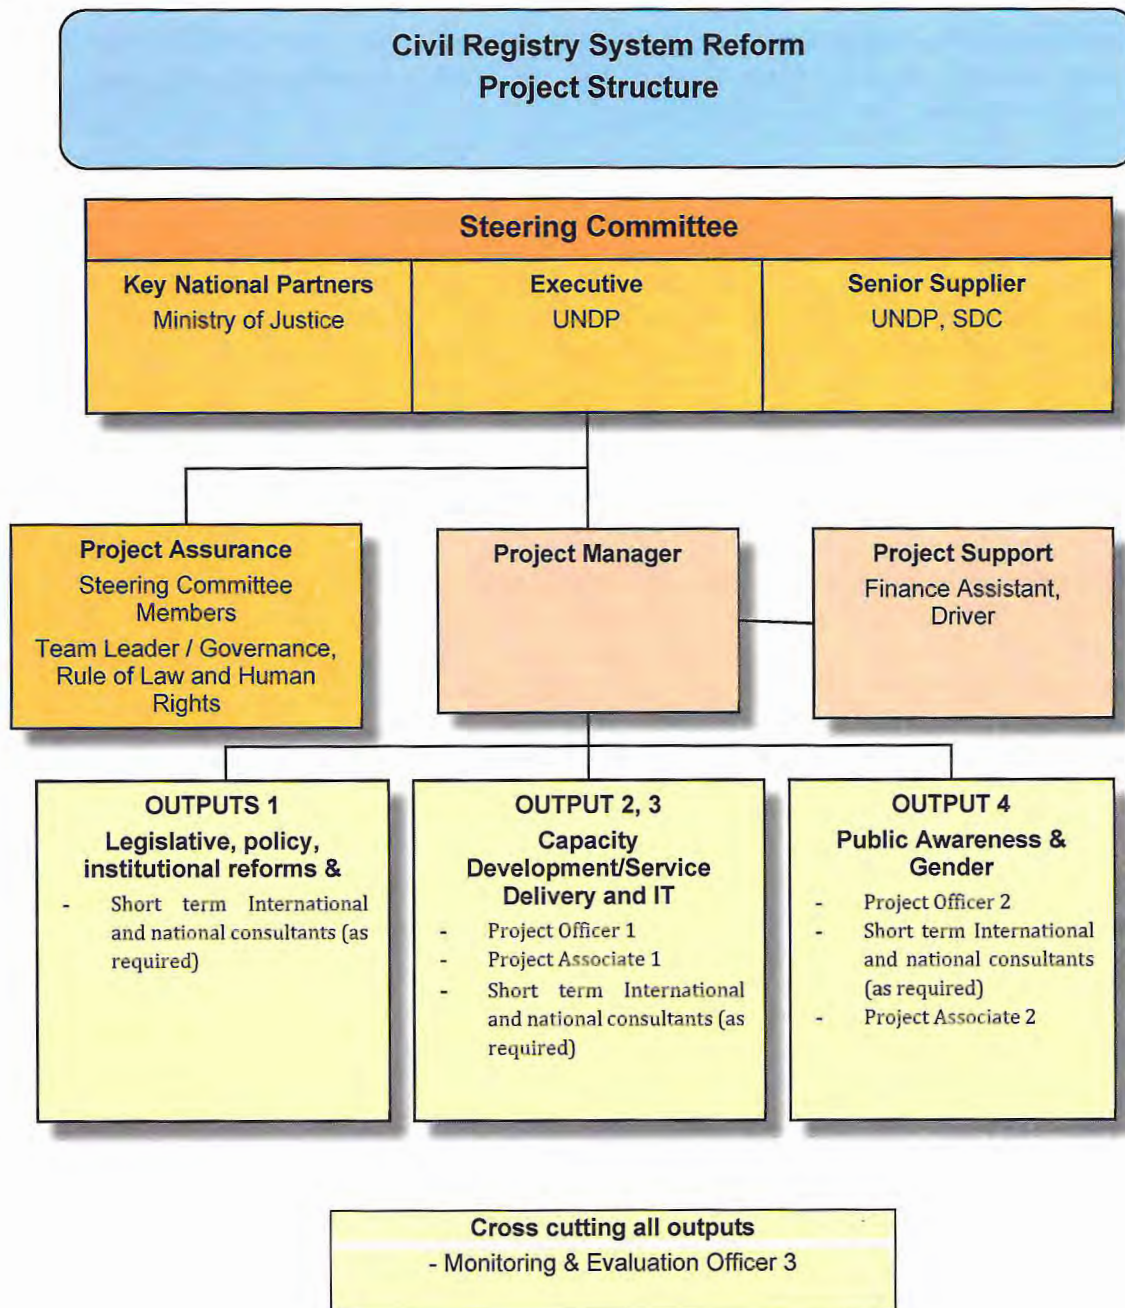 Civil Registry System Reform
Project Structure
Steering Committee
Key National Partners
Ministry of Justice
Executive
UNDP
Senior Supplier
UNDP, SDC
Project Assurance
Steering Committee
Members
Team Leader / Governance,
Rule of Law and Human
Rights
Project Manager
Project Support
Finance Assistant,
Driver
OUTPUTS 1
Legislative, policy,
institutional reforms &
- Short term International
and national consultants (as
required)
OUTPUT 2, 3
Capacity
Development/Service
Delivery and IT
- Project Officer 1
- Project Associate 1
- Short term International
and national consultants (as
required)
OUTPUT 4
Public Awareness &
Gender
- Project Officer 2
- Short term International
and national consultants
(as required)
- Project Associate 2
Cross cutting all outputs
- Monitoring & Evaluation Officer 3